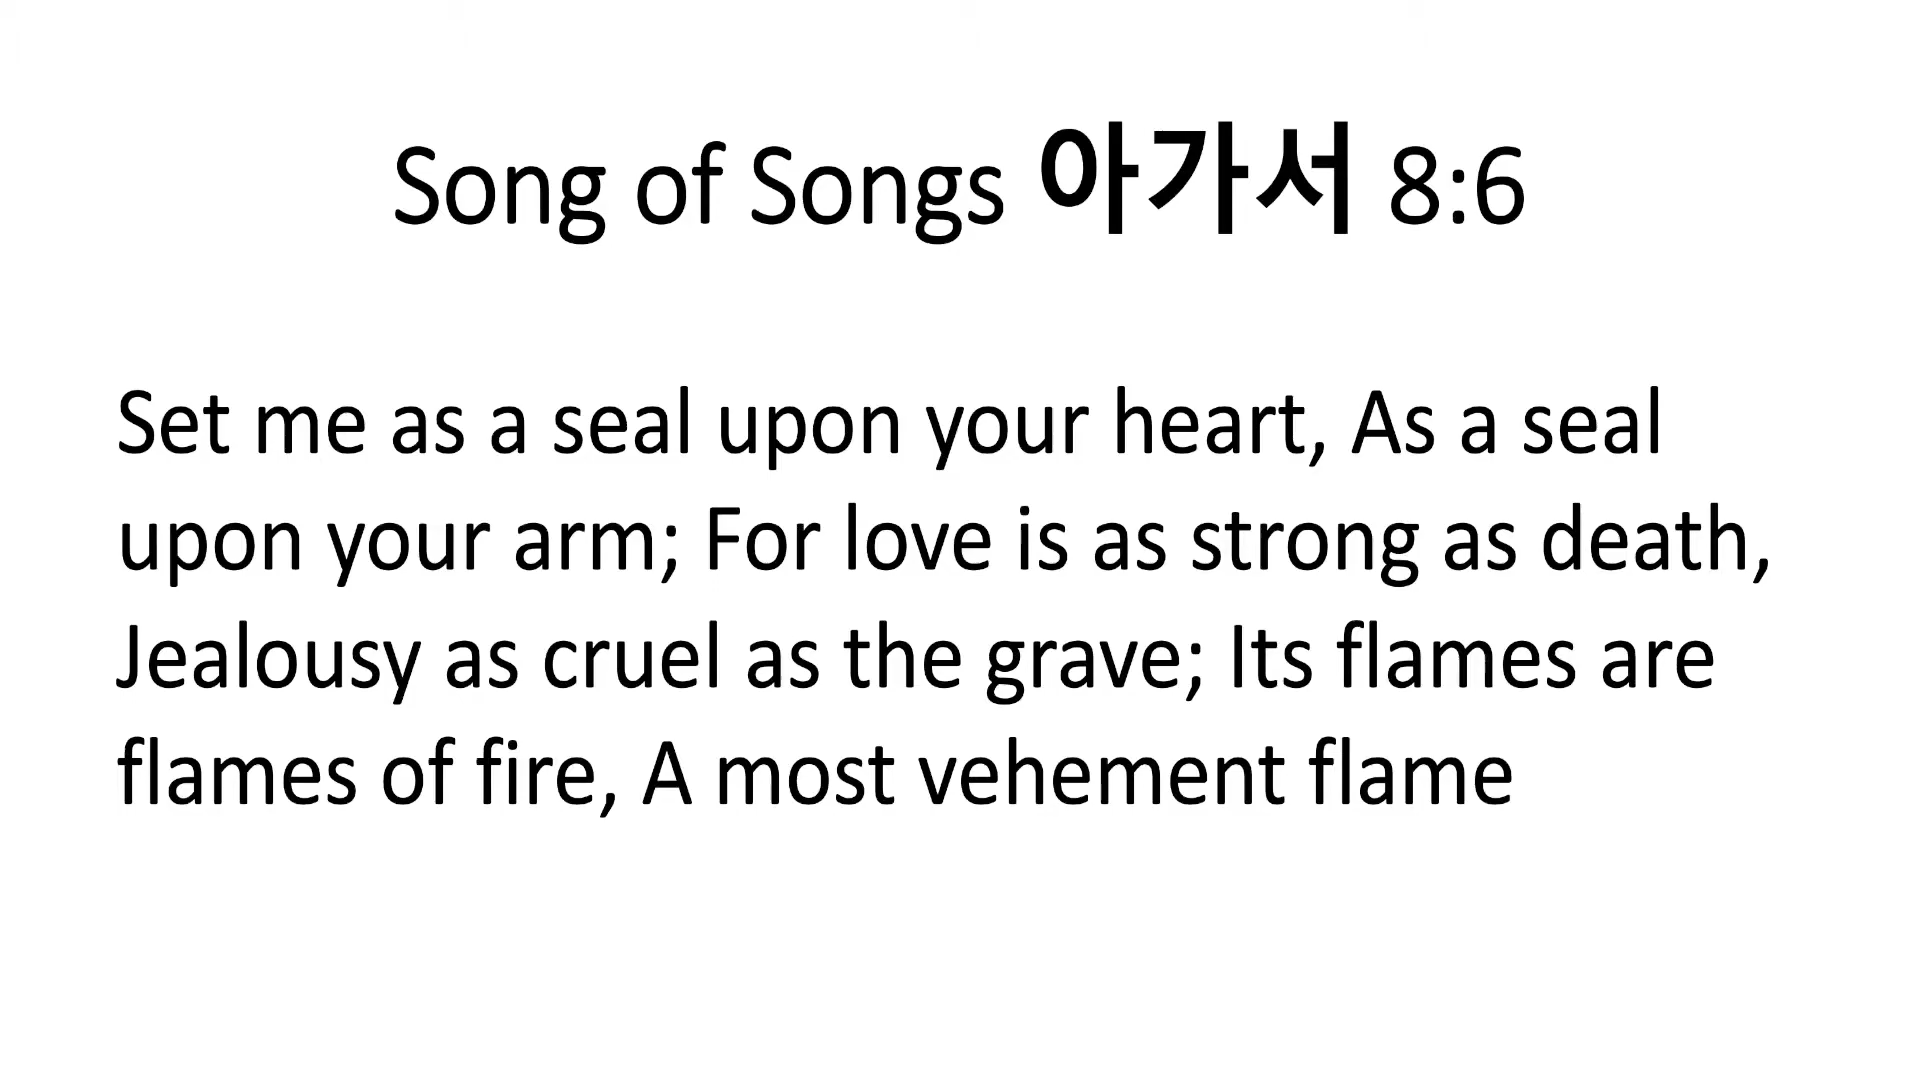 Song of Songs 아가서 8:6
Set me as a seal upon your heart, As a seal
upon your arm; For love is as strong as death,
Jealousy as cruel as the grave; Its flames are
flames of fire, A most vehement flame